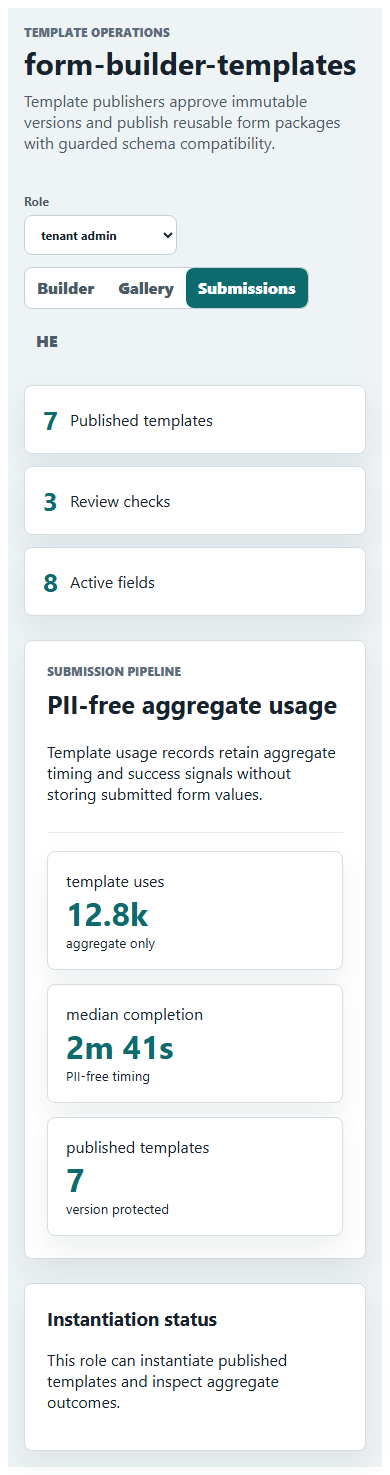 TEMPLATE OPERATIONS
form-builder-templates
Template publishers approve immutable
versions and publish reusable form packages
with guarded schema compatibility.
Role
tenant admin
Builder Gallery Submissions
HE
7 Published templates
3 Review checks
8 Active fields
SUBMISSION PIPELINE
PII-free aggregate usage
Template usage records retain aggregate
timing and success signals without
storing submitted form values.
template uses
12.8k
aggregate only
median completion
2m 41s
PII-free timing
published templates
7
version protected
Instantiation status
This role can instantiate published
templates and inspect aggregate
outcomes.